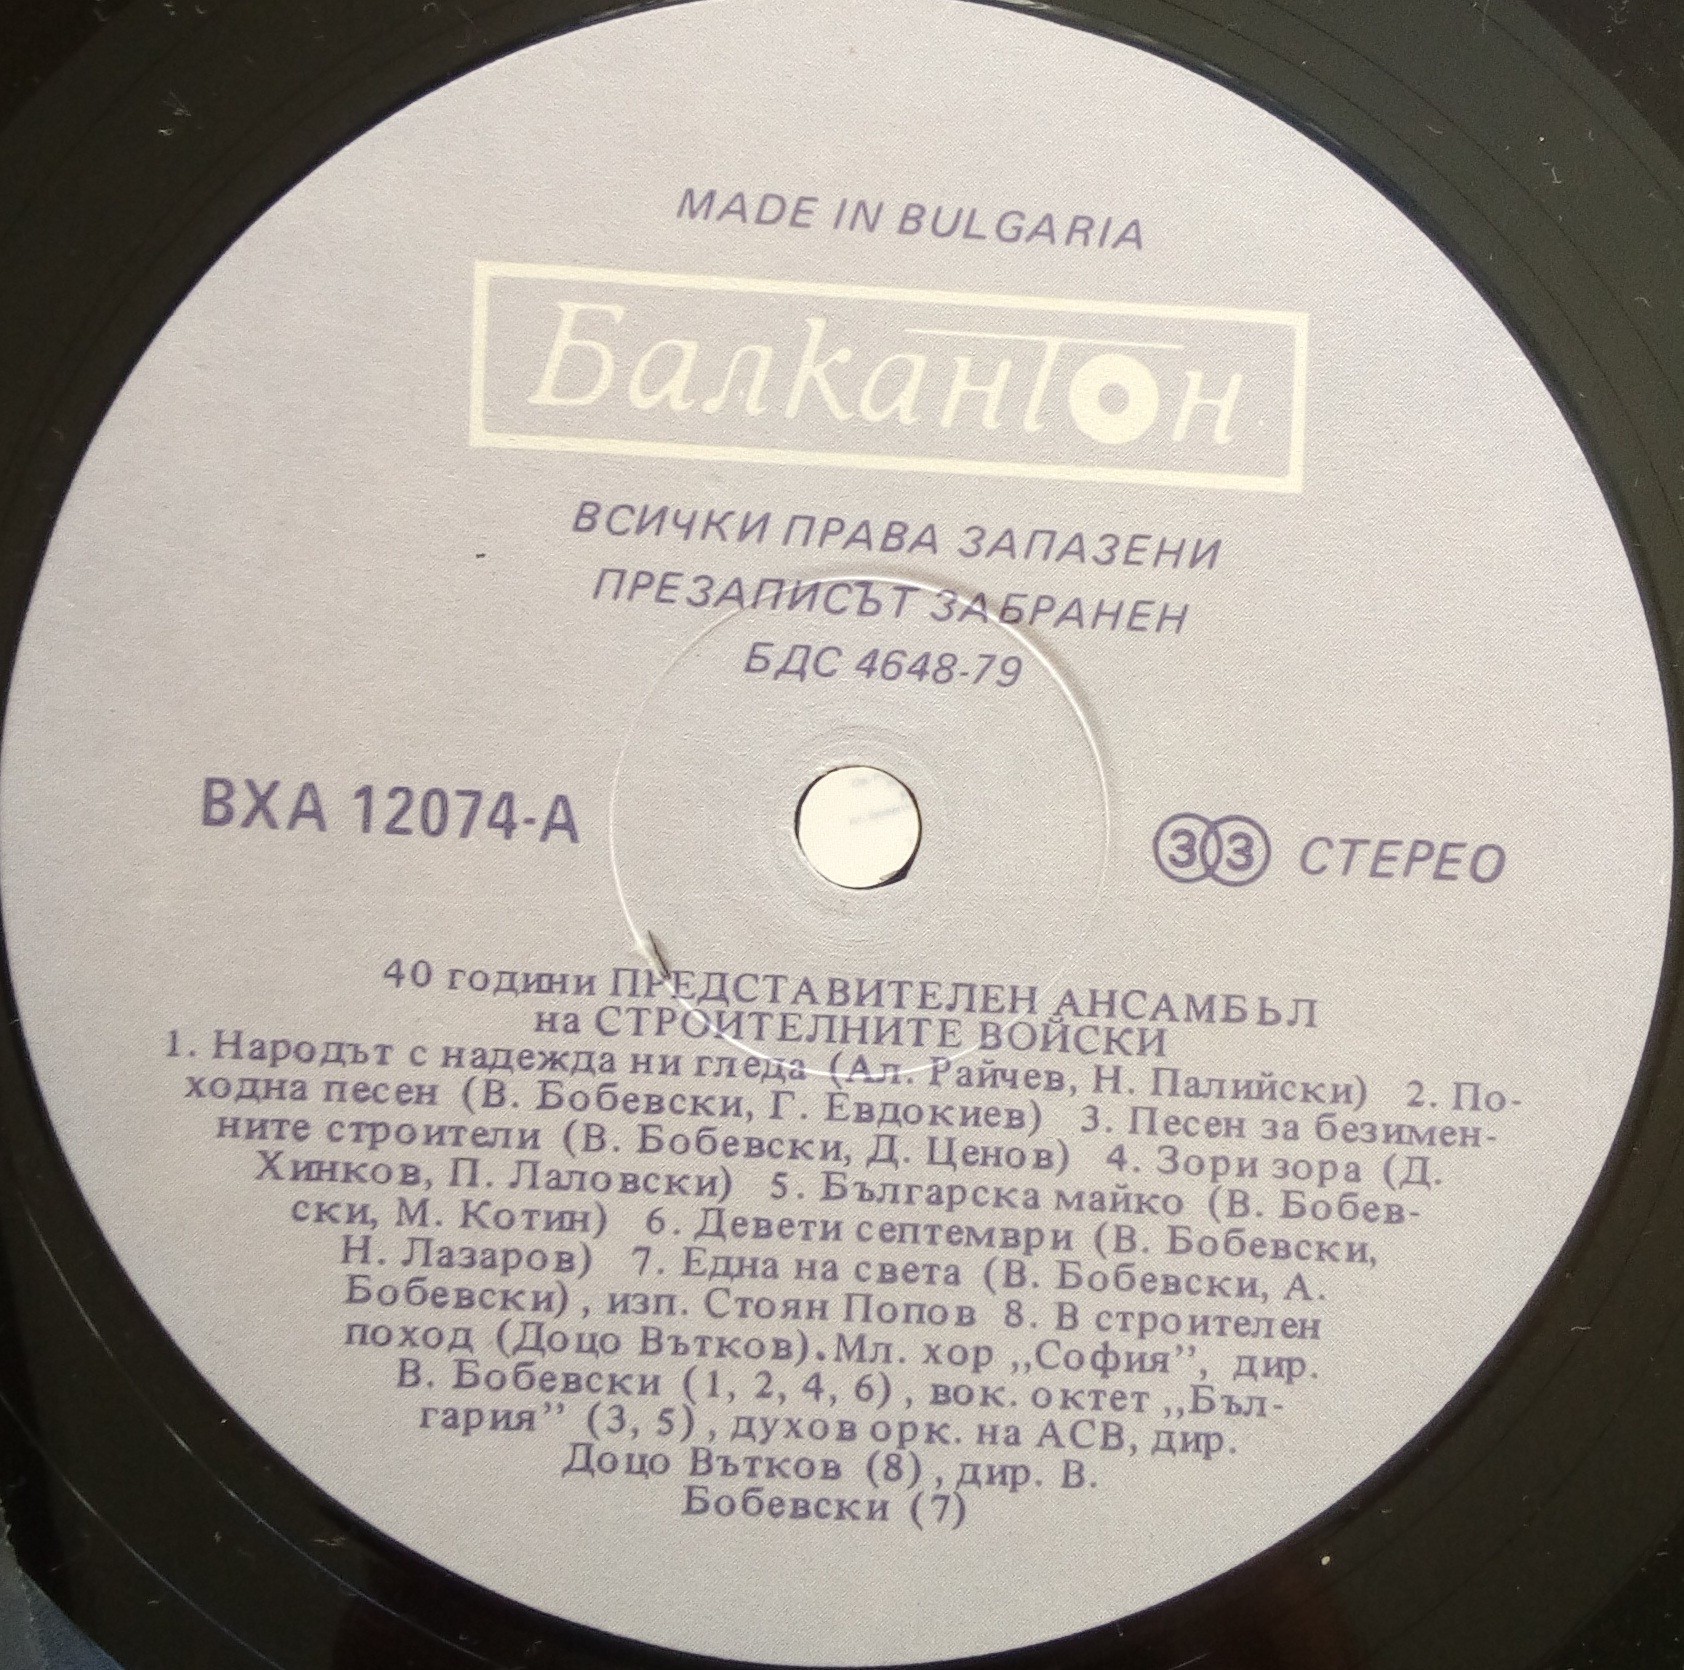 MADE IN BULGARIA
Балкантон
ВСИЧКИ ПРАВА ЗАПАЗЕНИ
ПРЕЗАПИСЪТ ЗАБРАНЕН
БДС 4648-79
ВХА 12074-А
33 СТЕРЕО
40 години ПРЕДСТАВИТЕЛЕН АНСАМБЪЛ
на СТРОИТЕЛНИТЕ ВОЙСКИ
1. Народът с надежда ни гледа (Ал. Райчев, Н. Палийски) 2. По-
ходна песен (В. Бобевски, Г. Евдокиев) 3. Песен за безимен-
ните строители (В. Бобевски, Д. Ценов) 4. Зори зора (Д.
Хинков, П. Лаловски) 5. Българска майко (В. Бобев-
ски, М. Котин) 6. Девети септември (В. Бобевски,
Н. Лазаров) 7. Една на света (В. Бобевски, А.
Бобевски), изп. Стоян Попов 8. В строителен
поход (Доцо Вътков). Мл. хор „София”, дир.
В. Бобевски (1, 2, 4, 6), вок. октет „Бъл-
гария” (3, 5), духов орк. на АСВ, дир.
Доцо Вътков (8), дир. В.
Бобевски (7)